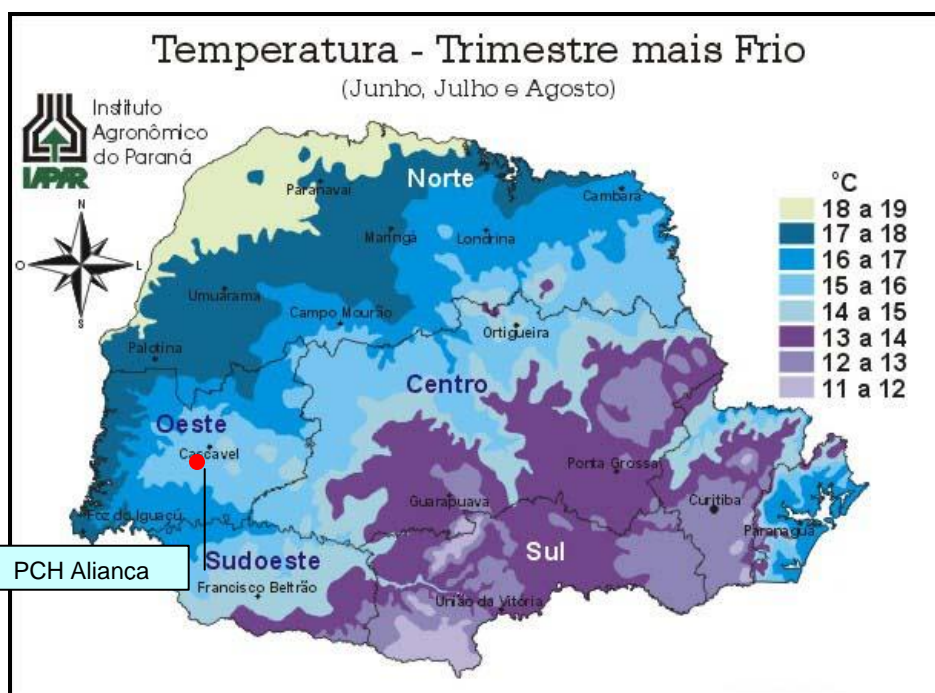 Temperatura - Trimestre mais Frio
(Junho, Julho e Agosto)
Instituto
Agronômico
do Paraná
IAPAR
N
O
L
S
°C
18 a 19
17 a 18
16 a 17
15 a 16
14 a 15
13 a 14
12 a 13
11 a 12
Norte
Paranavaí
Cambará
Maringá
Londrina
Umuarama
Campo Mourão
Ortigueira
Palotina
Centro
Oeste
Cascavel
Ponta Grossa
Guarapuava
Curitiba
Foz do Iguaçú
Paranaguá
Sul
Sudoeste
PCH Alianca
Francisco Beltrão
União da Vitória